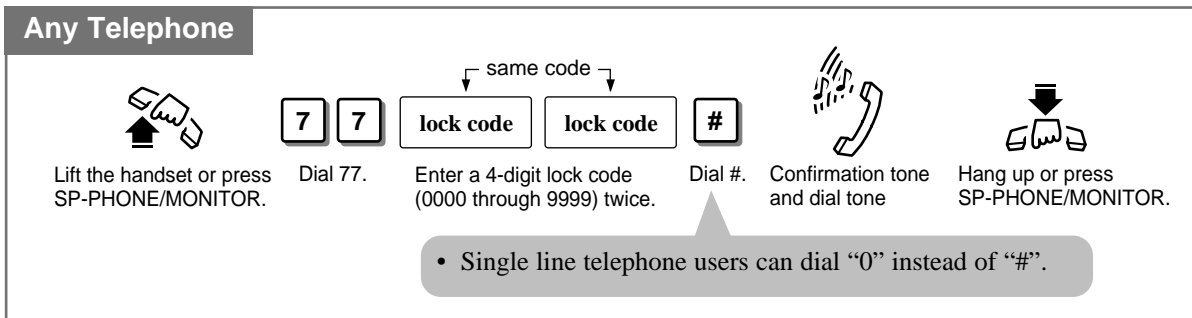 Any Telephone
same code
7 7 lock code lock code #
Lift the handset or press
SP-PHONE/MONITOR.
Dial 77.
Enter a 4-digit lock code
(0000 through 9999) twice.
Dial #.
Confirmation tone
and dial tone
Hang up or press
SP-PHONE/MONITOR.
• Single line telephone users can dial “0” instead of “#”.